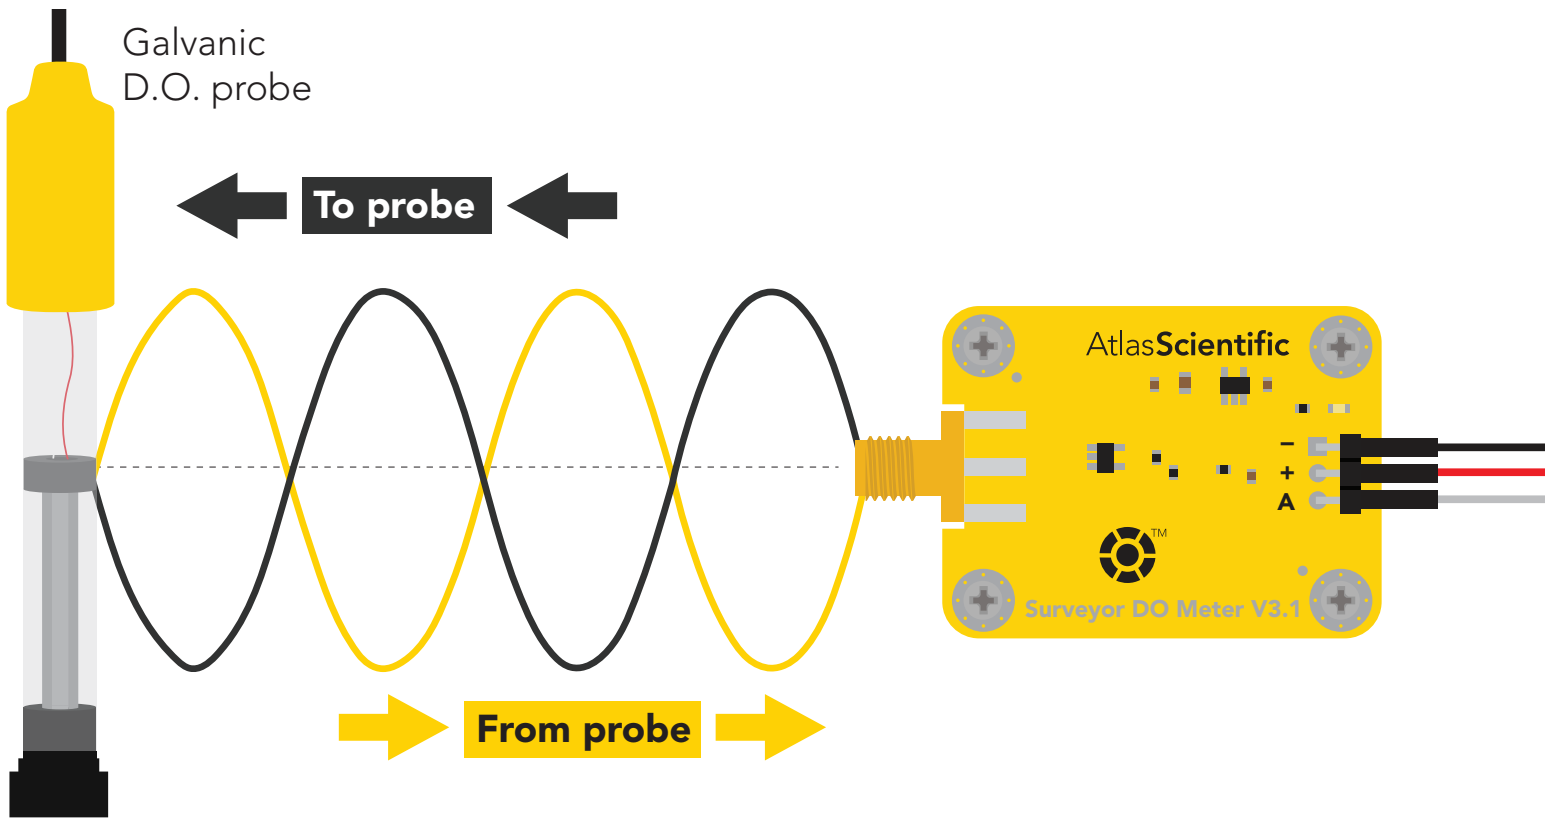 Galvanic
D.O. probe
To probe
AtlasScientific
−
+
A
TM
Surveyor DO Meter V3.1
From probe